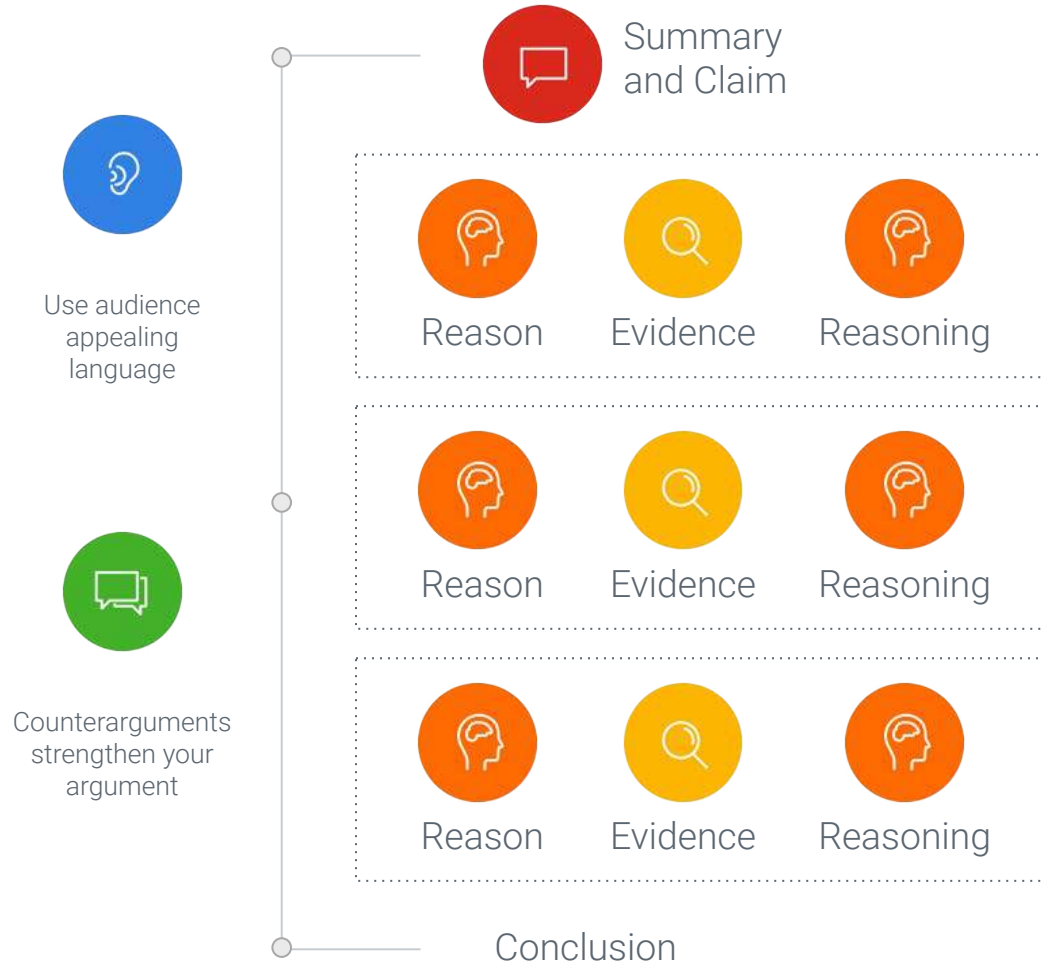 Summary
and Claim
Use audience
appealing
language
Reason Evidence Reasoning
Reason Evidence Reasoning
Counterarguments
strengthen your
argument
Reason Evidence Reasoning
Conclusion